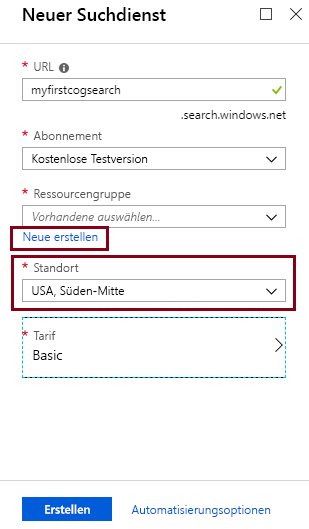 Neuer Suchdienst
* URL
myfirstcogsearch
.search.windows.net
* Abonnement
Kostenlose Testversion
* Ressourcengruppe
Vorhandene auswählen...
Neue erstellen
* Standort
USA, Süden-Mitte
* Tarif
Basic
Erstellen Automatisierungsoptionen